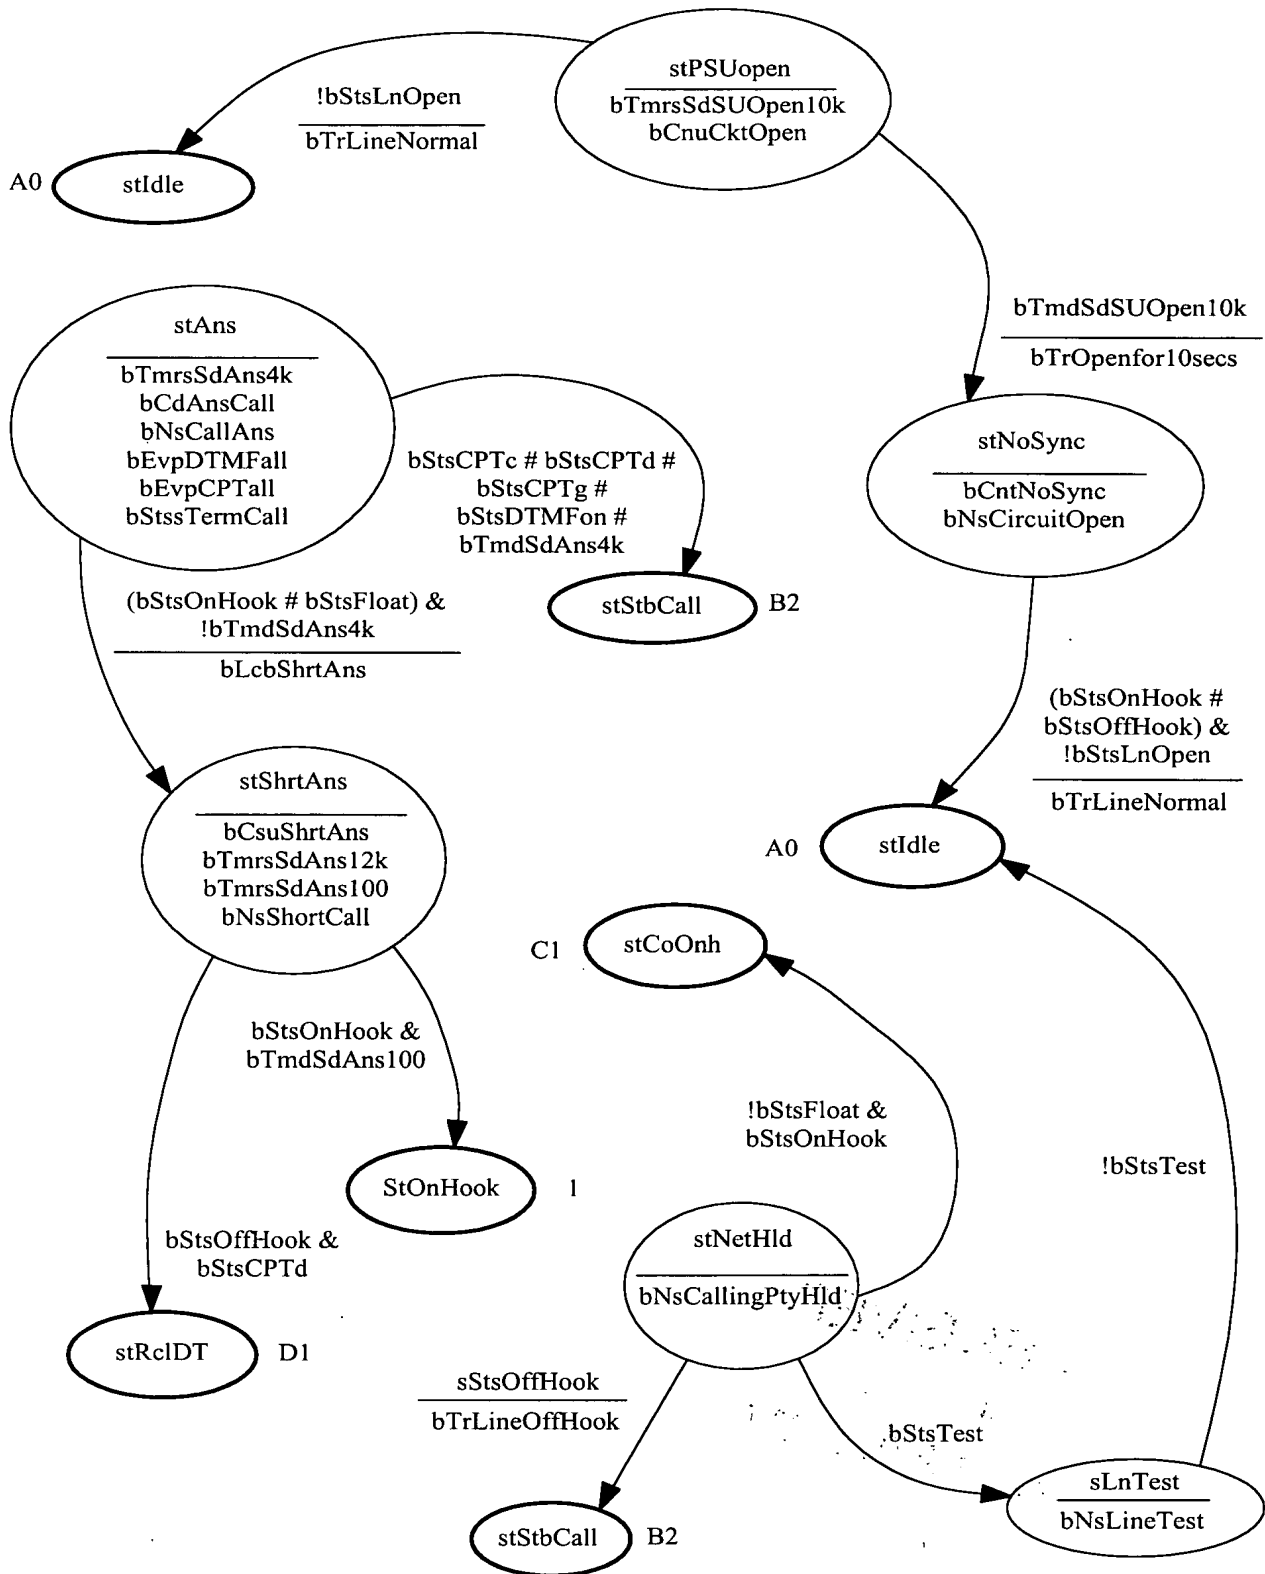 stPSUopen
bTmrsSdSUOpen10k
bCnuCktOpen
!bStsLnOpen
bTrLineNormal
A0
stIdle
bTmdSdSUOpen10k
bTrOpenfor10secs
stAns
bTmrsSdAns4k
bCdAnsCall
bNsCallAns
bEvpDTMFall
bEvpCPTall
bStssTermCall
bStsCPTc # bStsCPTd #
bStsCPTg #
bStsDTMFon #
bTmdSdAns4k
stNoSync
bCntNoSync
bNsCircuitOpen
stStbCall
B2
(bStsOnHook # bStsFloat) &
!bTmdSdAns4k
bLcbShrtAns
(bStsOnHook #
bStsOffHook) &
!bStsLnOpen
bTrLineNormal
stShrtAns
bCsuShrtAns
bTmrsSdAns12k
bTmrsSdAns100
bNsShortCall
A0
stIdle
C1
stCoOnh
bStsOnHook &
bTmdSdAns100
!bStsFloat &
bStsOnHook
!bStsTest
StOnHook
1
bStsOffHook &
bStsCPTd
stNetHld
bNsCallingPtyHld
stRclDT
D1
sStsOffHook
bTrLineOffHook
bStsTest
sLnTest
bNsLineTest
stStbCall
B2